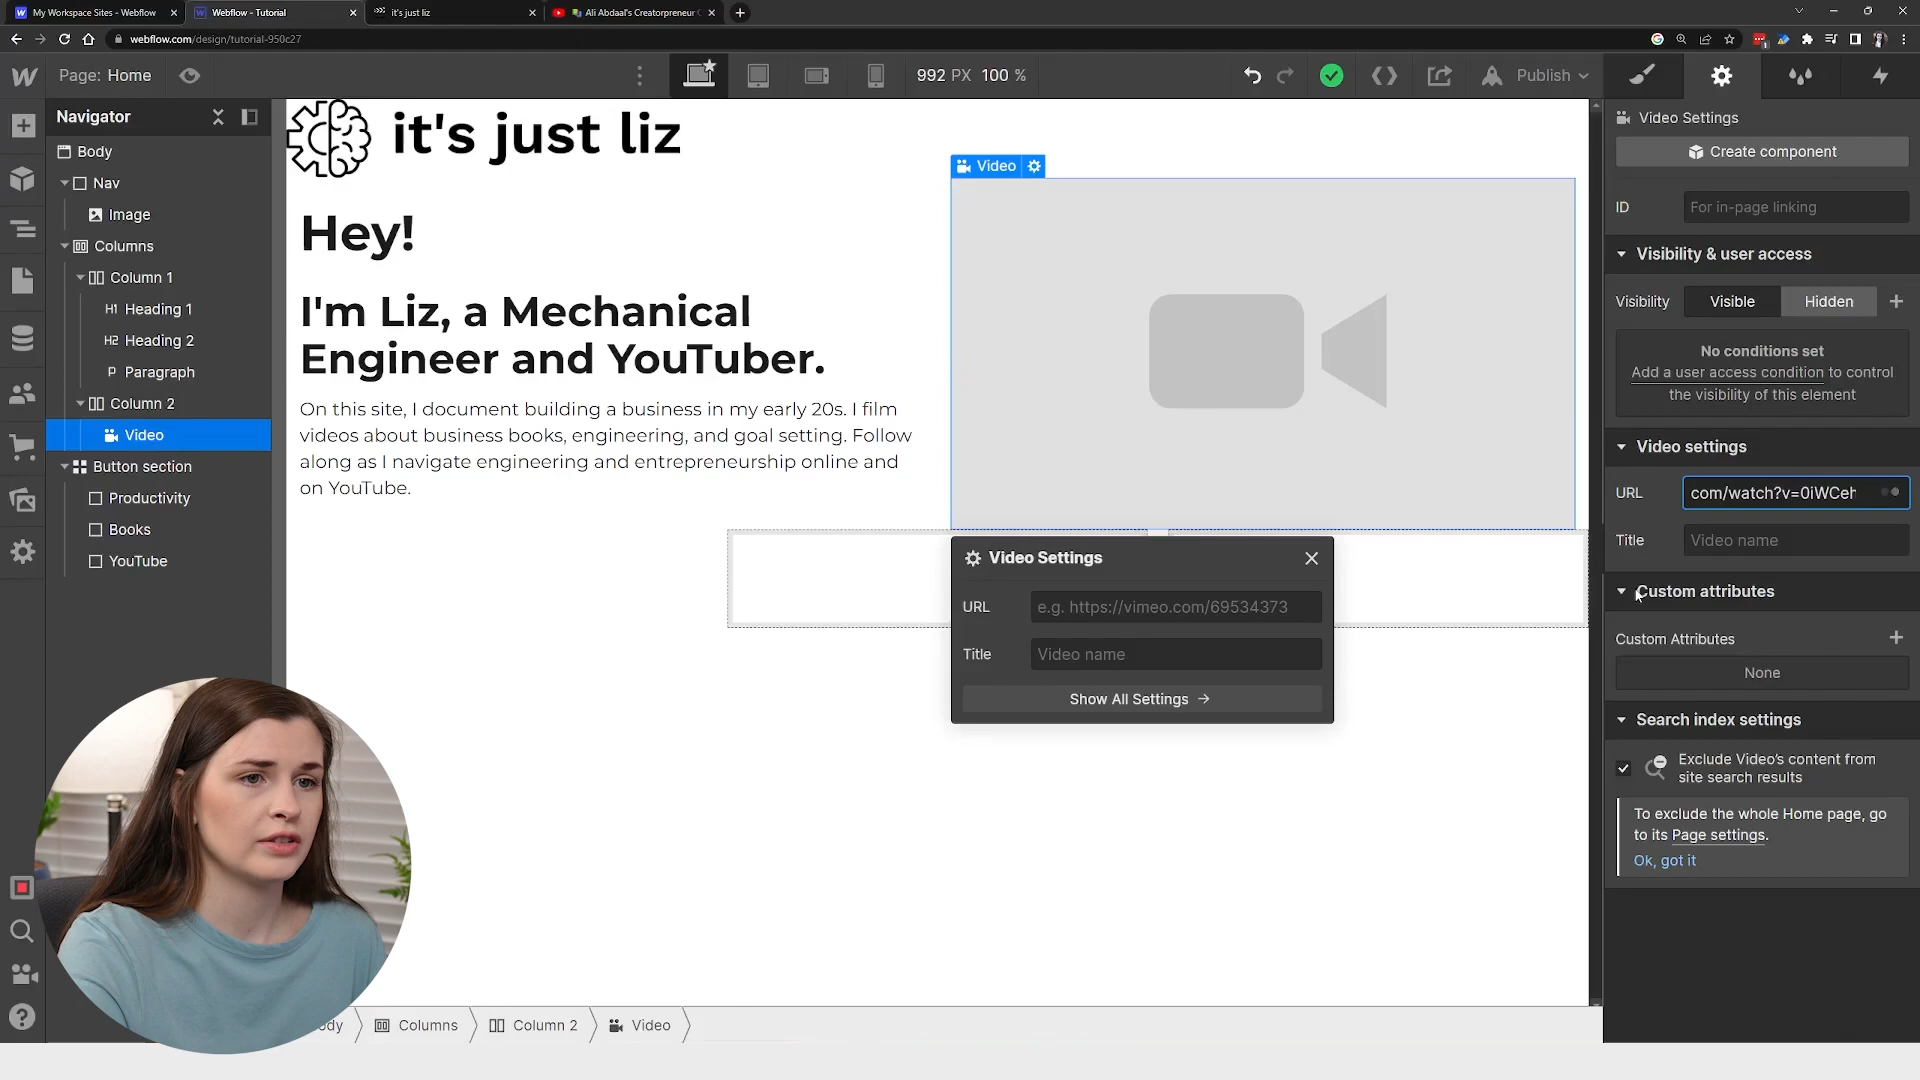 My Workspace Sites - Webflow
Webflow - Tutorial
it's just liz
Ali Abdaal's Creatorpreneur
webflow.com/design/tutorial-950c27
Page: Home
992 PX 100 %
Publish
Navigator
Body
Nav
Image
Columns
Column 1
H1 Heading 1
H2 Heading 2
P Paragraph
Column 2
Video
Button section
Productivity
Books
YouTube
it's just liz
Hey!
I'm Liz, a Mechanical
Engineer and YouTuber.
On this site, I document building a business in my early 20s. I film
videos about business books, engineering, and goal setting. Follow
along as I navigate engineering and entrepreneurship online and
on YouTube.
Video
Video Settings
URL e.g. https://vimeo.com/69534373
Title Video name
Show All Settings →
Columns
Column 2
Video
Video Settings
Create component
ID For in-page linking
Visibility & user access
Visibility Visible Hidden
No conditions set
Add a user access condition to control
the visibility of this element
Video settings
URL com/watch?v=0iWCeh
Title Video name
Custom attributes
Custom Attributes
None
Search index settings
Exclude Video's content from
site search results
To exclude the whole Home page, go
to its Page settings.
Ok, got it